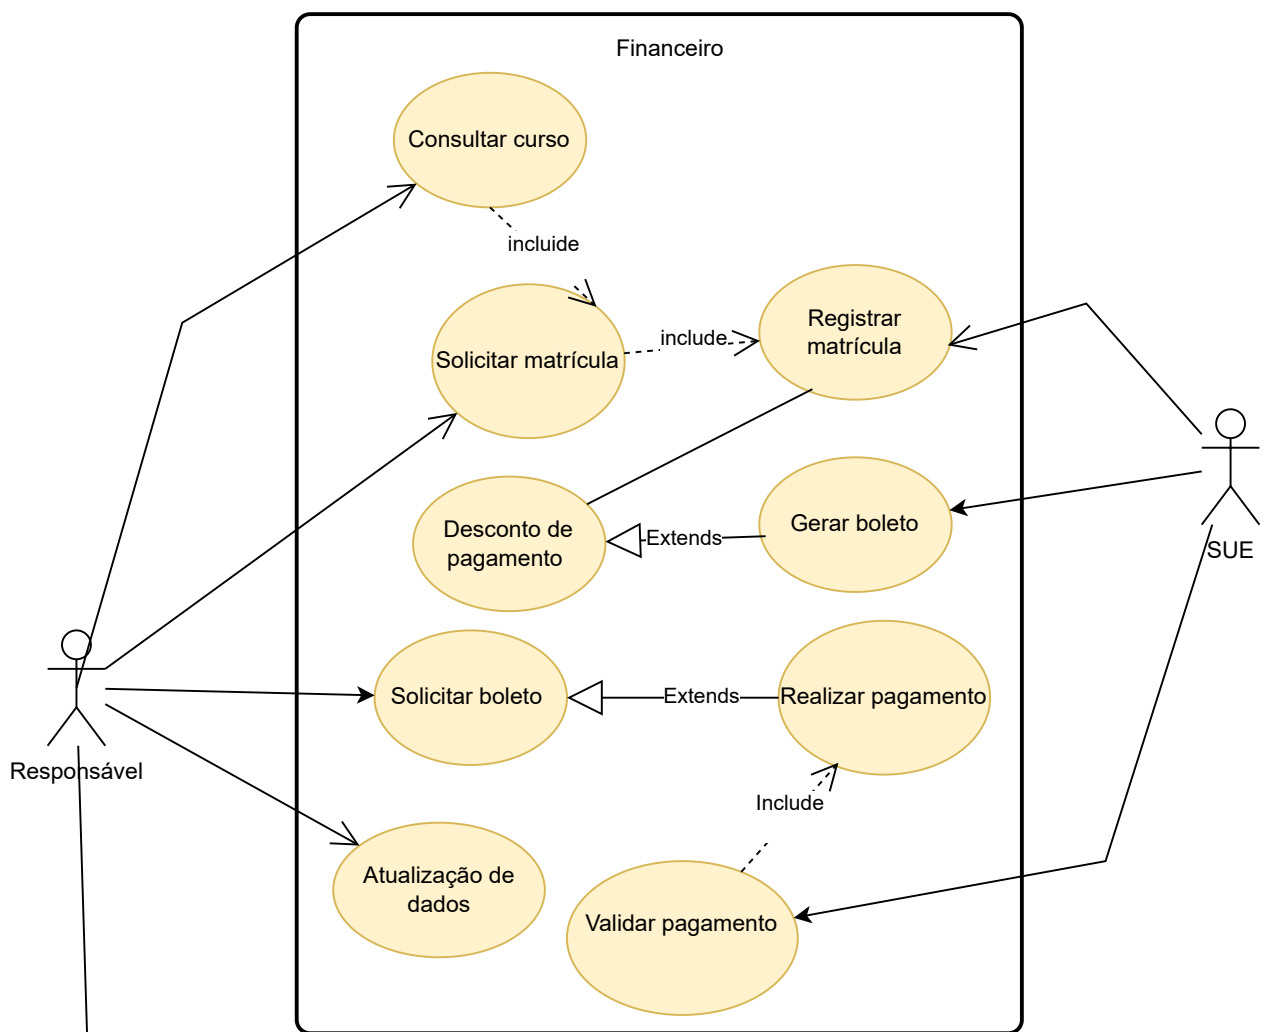 Financeiro
Consultar curso
incluide
Solicitar matrícula
include
Registrar
matrícula
Desconto de
pagamento
Extends
Gerar boleto
SUE
Solicitar boleto
Extends
Realizar pagamento
Responsável
Include
Atualização de
dados
Validar pagamento